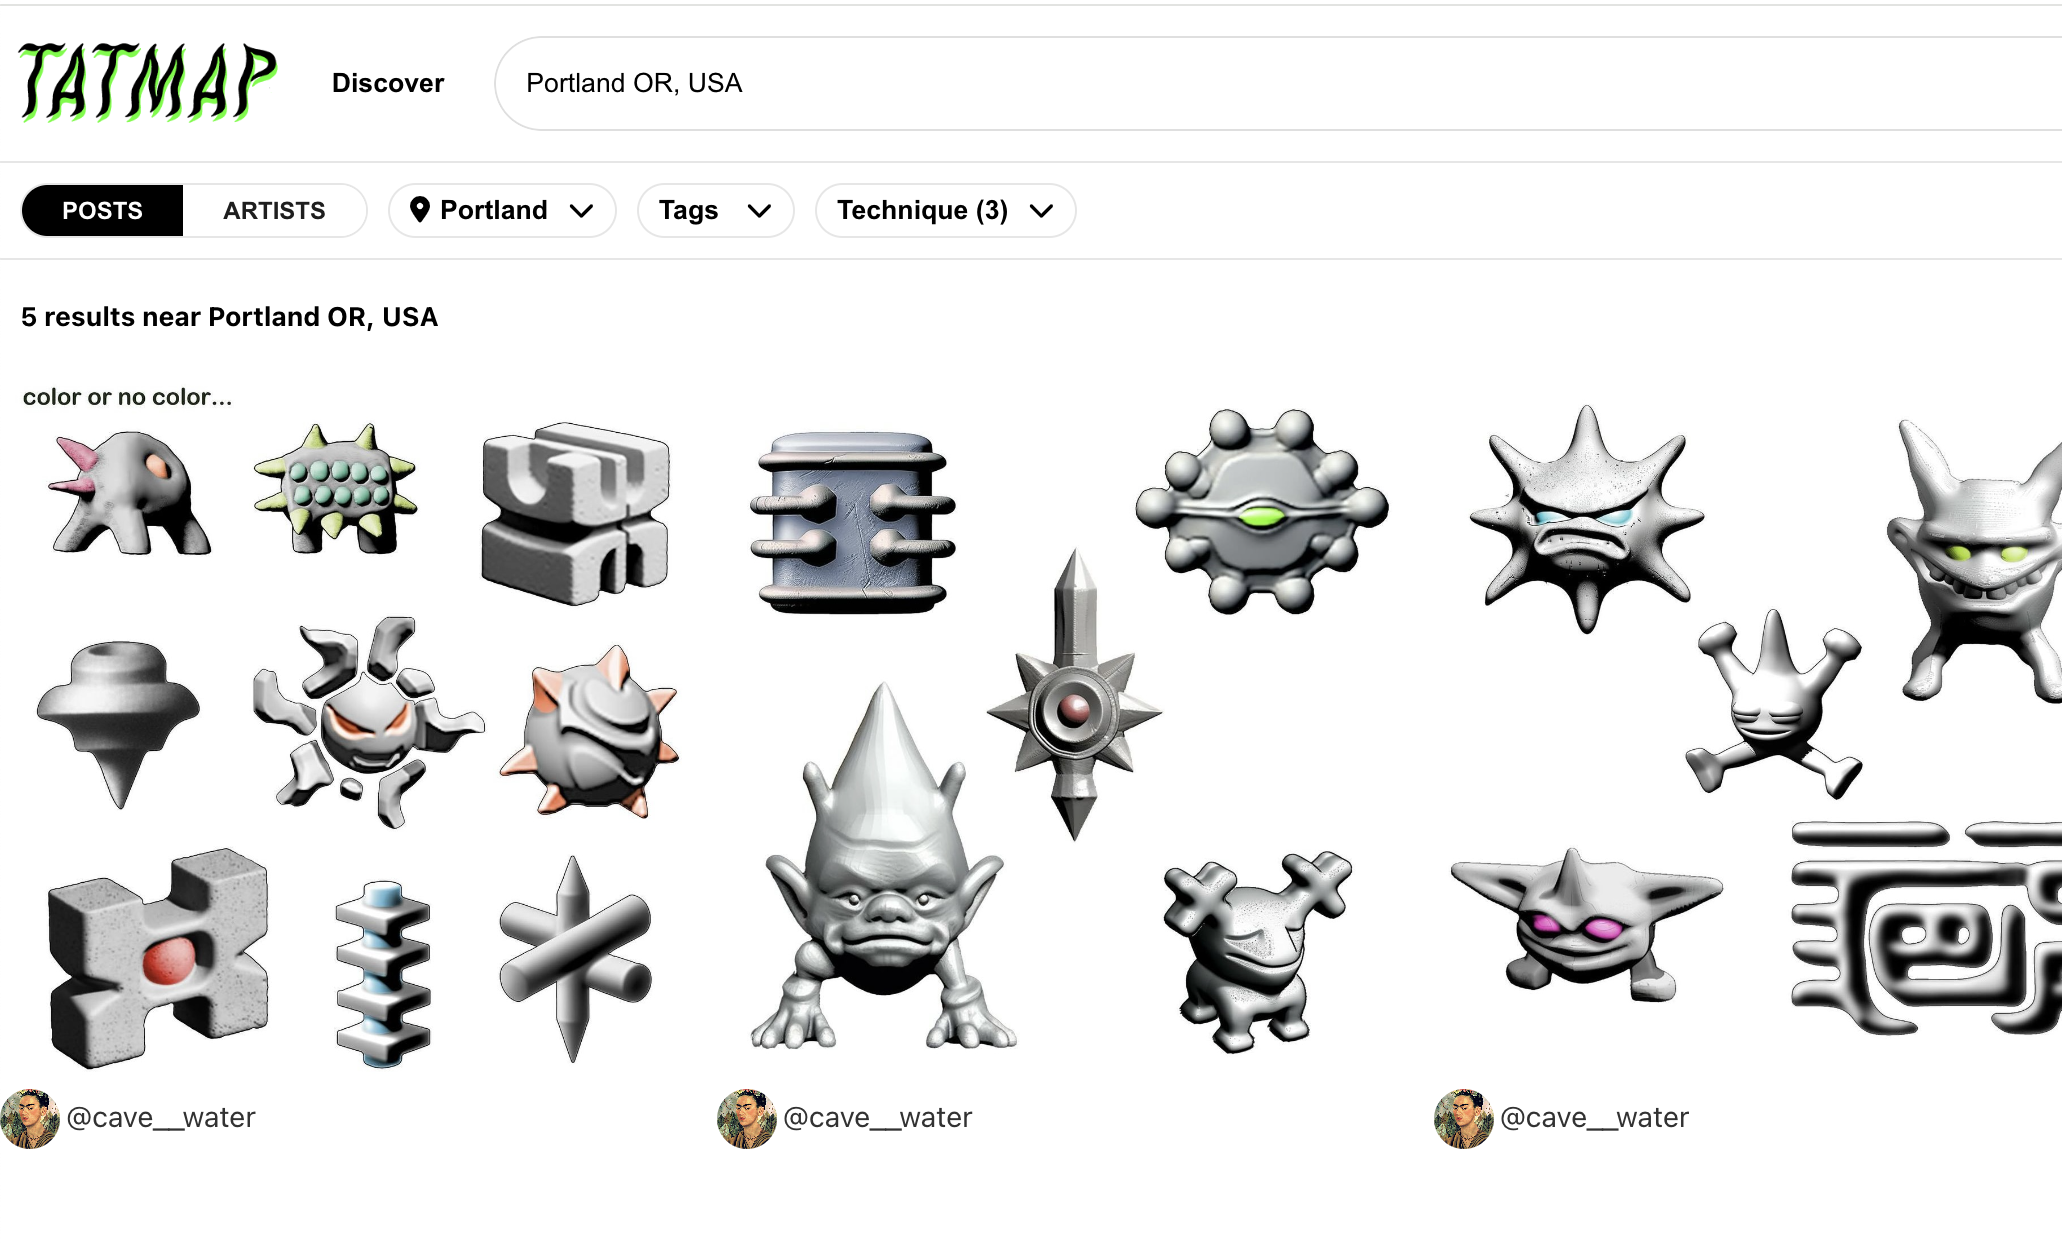 TATMAP
Discover
Portland OR, USA
POSTS
ARTISTS
Portland
Tags
Technique (3)
5 results near Portland OR, USA
color or no color...
@cave__water
@cave__water
@cave__water